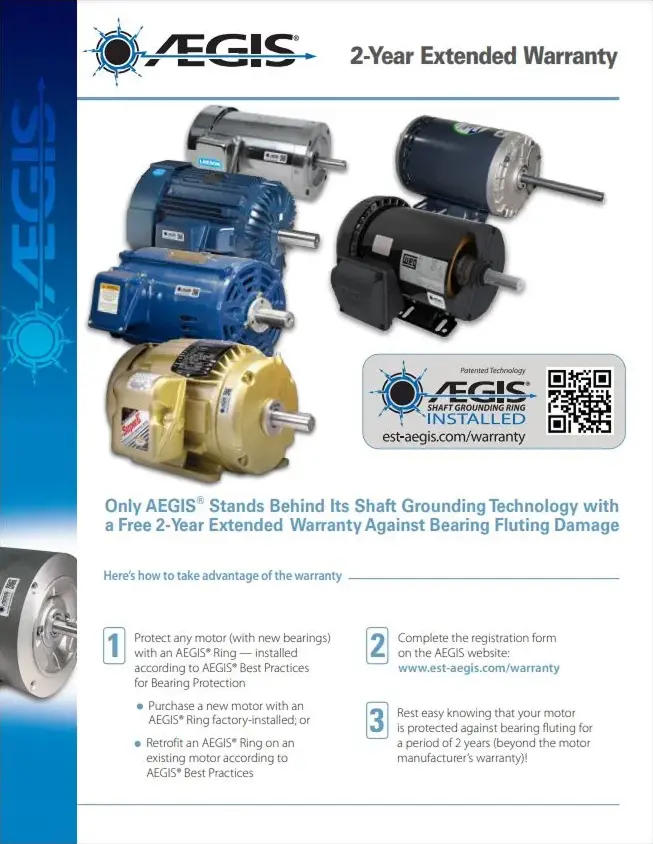 ÆGIS®
2-Year Extended Warranty
ÆGIS
LEESON
WEG
Super-E
Patented Technology
ÆGIS®
SHAFT GROUNDING RING
INSTALLED
est-aegis.com/warranty
Only AEGIS® Stands Behind Its Shaft Grounding Technology with
a Free 2-Year Extended Warranty Against Bearing Fluting Damage
Here's how to take advantage of the warranty
1
Protect any motor (with new bearings)
with an AEGIS® Ring — installed
according to AEGIS® Best Practices
for Bearing Protection
• Purchase a new motor with an
AEGIS® Ring factory-installed; or
• Retrofit an AEGIS® Ring on an
existing motor according to
AEGIS® Best Practices
2
Complete the registration form
on the AEGIS website:
www.est-aegis.com/warranty
3
Rest easy knowing that your motor
is protected against bearing fluting for
a period of 2 years (beyond the motor
manufacturer's warranty)!